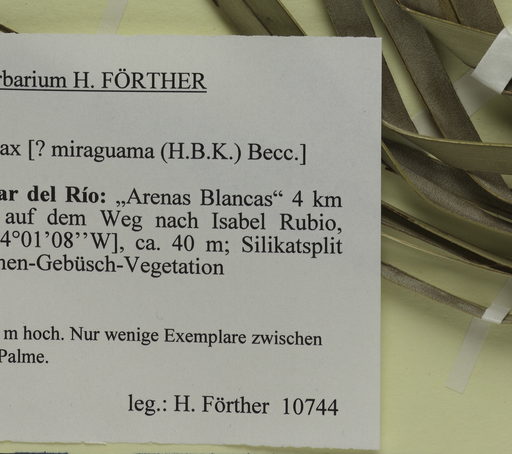 rbarium H. FÖRTHER
ax [? miraguama (H.B.K.) Becc.]
ar del Río: „Arenas Blancas“ 4 km
auf dem Weg nach Isabel Rubio,
4°01’08’’W], ca. 40 m; Silikatsplit
hen-Gebüsch-Vegetation
m hoch. Nur wenige Exemplare zwischen
Palme.
leg.: H. Förther 10744